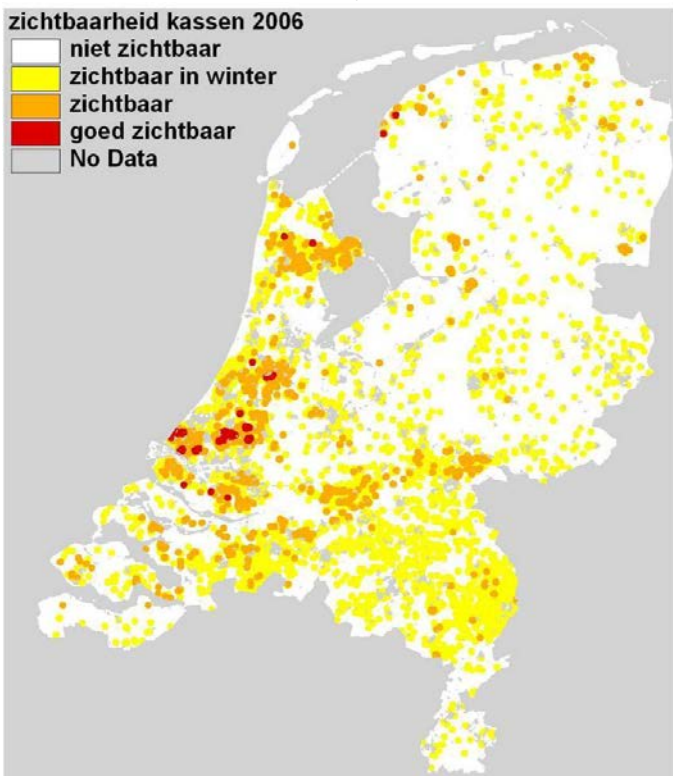 zichtbaarheid kassen 2006
niet zichtbaar
zichtbaar in winter
zichtbaar
goed zichtbaar
No Data